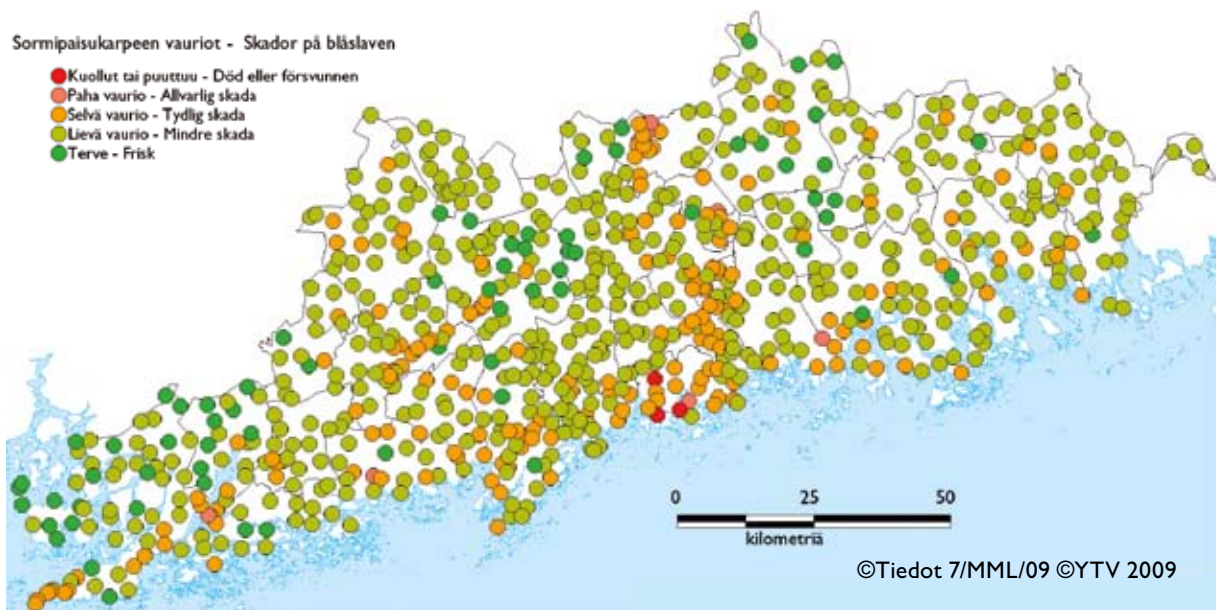 Sormipaisukarpeen vauriot - Skador på blåslaven
Kuollut tai puuttuu - Död eller försvunnen
Paha vaurio - Allvarlig skada
Selvä vaurio - Tydlig skada
Lievä vaurio - Mindre skada
Terve - Frisk
0 25 50
kilometriä
©Tiedot 7/MML/09 ©YTV 2009